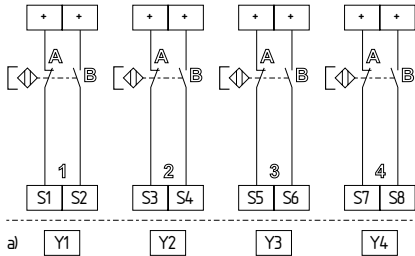 + + + + + + + +
A A A A
B B B B
1 2 3 4
S1 S2 S3 S4 S5 S6 S7 S8
a) Y1 Y2 Y3 Y4